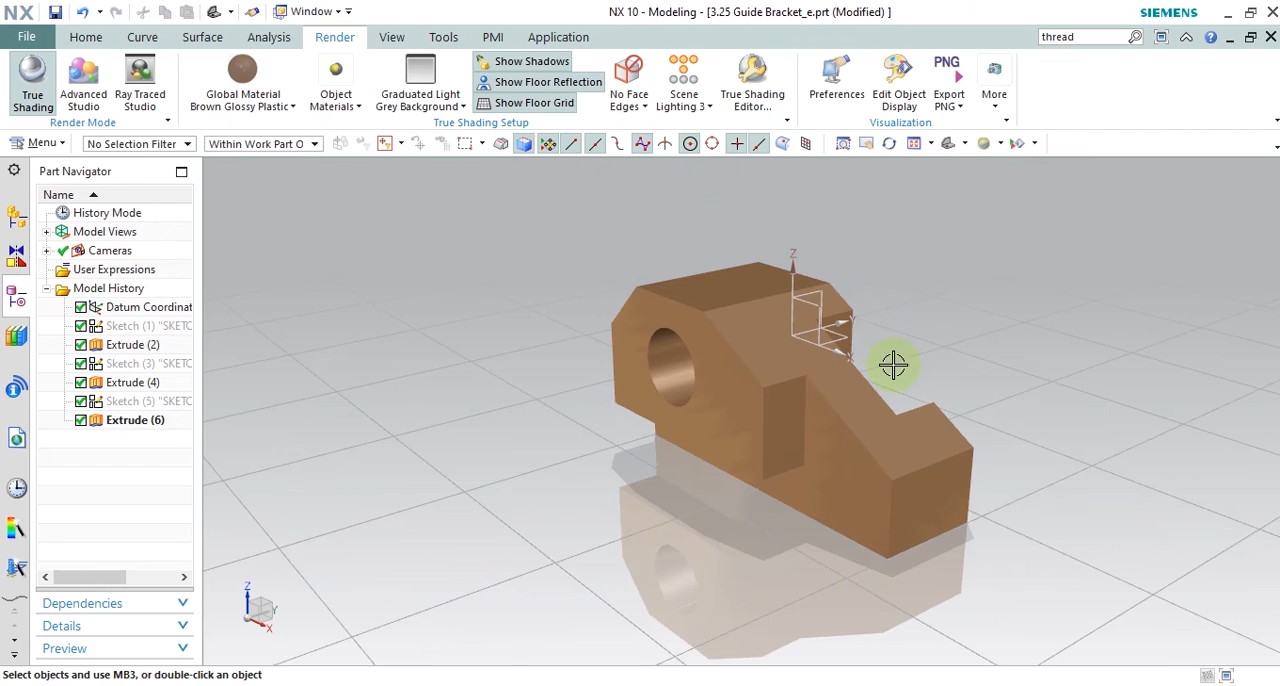 NX
Window
NX 10 - Modeling - [3.25 Guide Bracket_e.prt (Modified) ]
SIEMENS
File
Home
Curve
Surface
Analysis
Render
View
Tools
PMI
Application
thread
True
Shading
Advanced
Studio
Ray Traced
Studio
Render Mode
Global Material
Brown Glossy Plastic
Object
Materials
Graduated Light
Grey Background
Show Shadows
Show Floor Reflection
Show Floor Grid
No Face
Edges
Scene
Lighting 3
True Shading
Editor...
True Shading Setup
Preferences
Edit Object
Display
PNG
Export
PNG
More
Visualization
Menu
No Selection Filter
Within Work Part O
Part Navigator
Name
History Mode
Model Views
Cameras
User Expressions
Model History
Datum Coordinat
Sketch (1) "SKETC
Extrude (2)
Sketch (3) "SKETC
Extrude (4)
Sketch (5) "SKETC
Extrude (6)
Dependencies
Details
Preview
Z
Y
X
Z
Y
X
Select objects and use MB3, or double-click an object